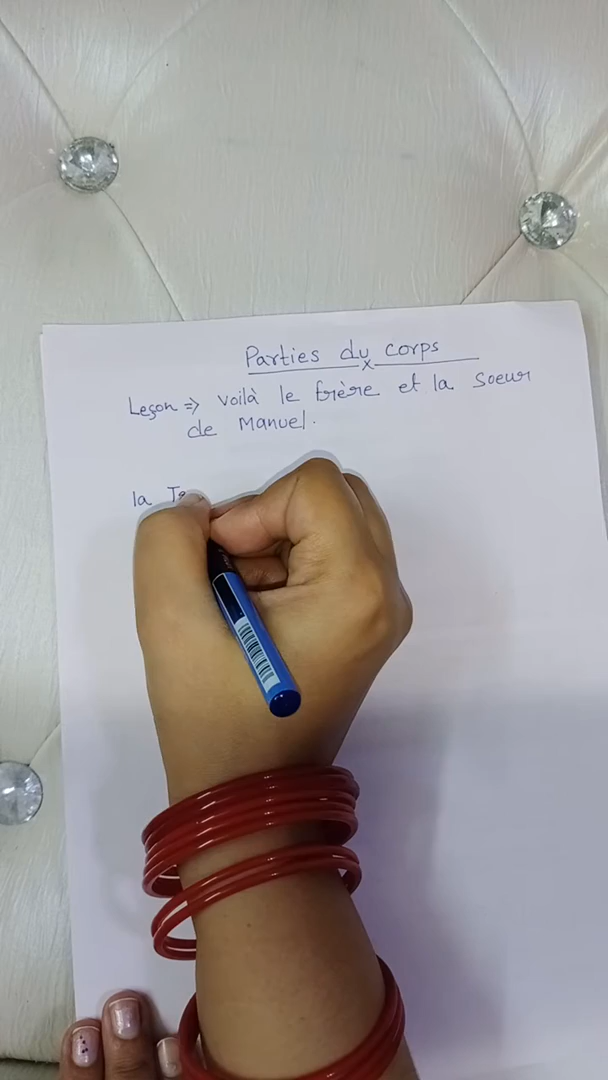 Parties du corps
Leçon => voilà le frère et la soeur
de Manuel.
la